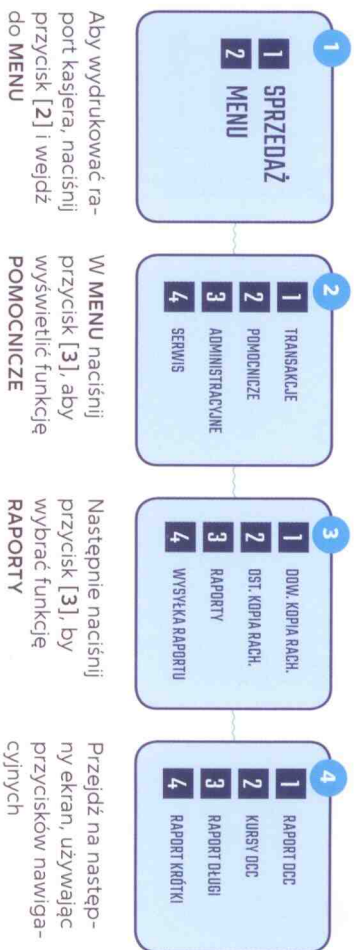 1
1 SPRZEDAŻ
2 MENU
Aby wydrukować ra-
port kasjera, naciśnij
przycisk [2] i wejdź
do MENU
2
1 TRANSAKCJE
2 POMOCNICZE
3 ADMINISTRACYJNE
4 SERWIS
W MENU naciśnij
przycisk [3], aby
wyświetlić funkcję
POMOCNICZE
3
1 DOW. KOPIA RACH.
2 OST. KOPIA RACH.
3 RAPORTY
4 WYSYŁKA RAPORTU
Następnie naciśnij
przycisk [3], by
wybrać funkcję
RAPORTY
4
1 RAPORT DCC
2 KURSY DCC
3 RAPORT DŁUGI
4 RAPORT KRÓTKI
Przejdź na następ-
ny ekran, używając
przycisków nawiga-
cyjnych